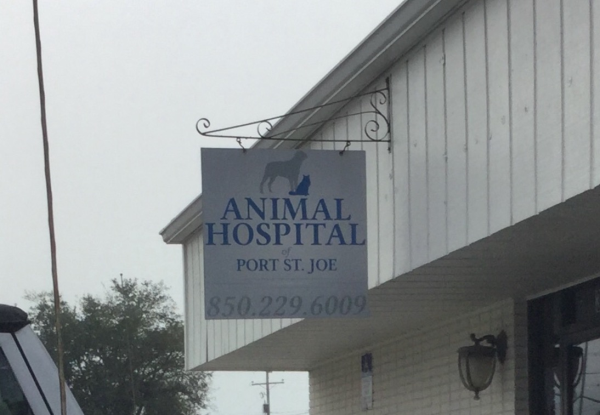 ANIMAL
HOSPITAL
of
PORT ST. JOE
850.229.6009